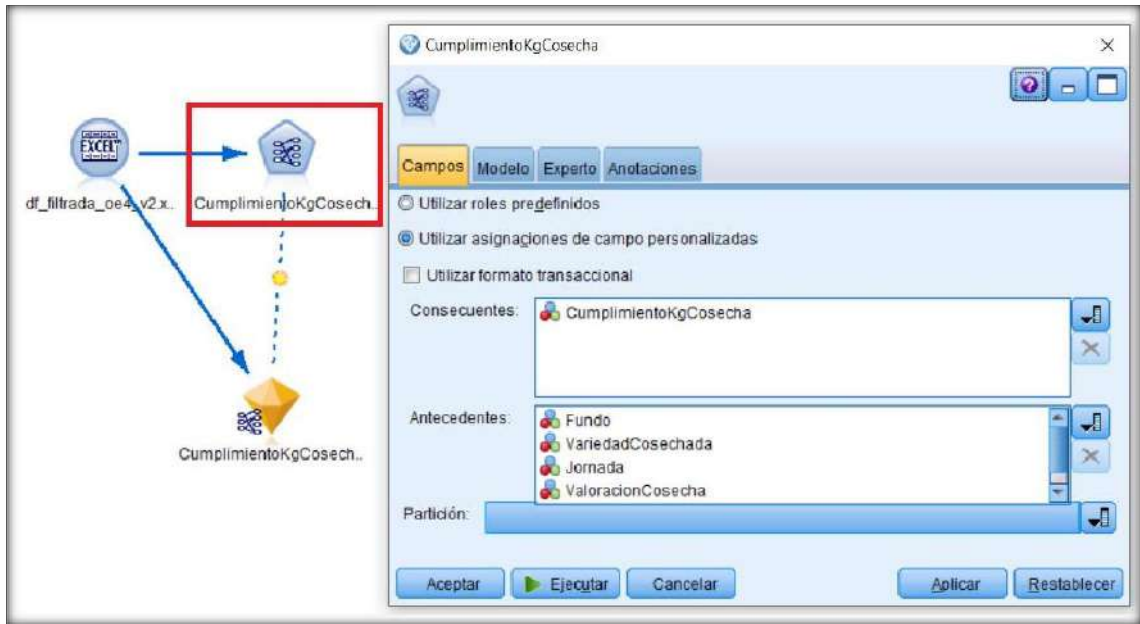 EXCEL
df_filtrada_oe4_v2.x..
CumplimientoKgCosech..
CumplimientoKgCosech..
CumplimientoKgCosecha
Campos
Modelo
Experto
Anotaciones
Utilizar roles predefinidos
Utilizar asignaciones de campo personalizadas
Utilizar formato transaccional
Consecuentes:
CumplimientoKgCosecha
Antecedentes:
Fundo
VariedadCosechada
Jornada
ValoracionCosecha
Partición:
Aceptar
Ejecutar
Cancelar
Aplicar
Restablecer